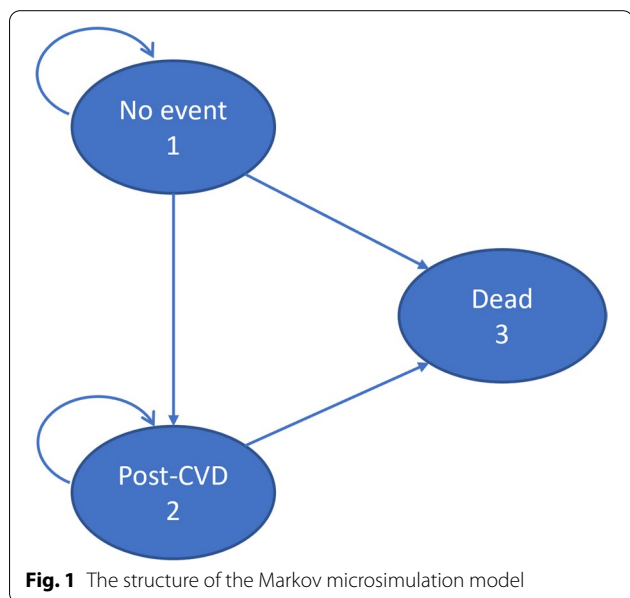 No event
1
Dead
3
Post-CVD
2
Fig. 1 The structure of the Markov microsimulation model